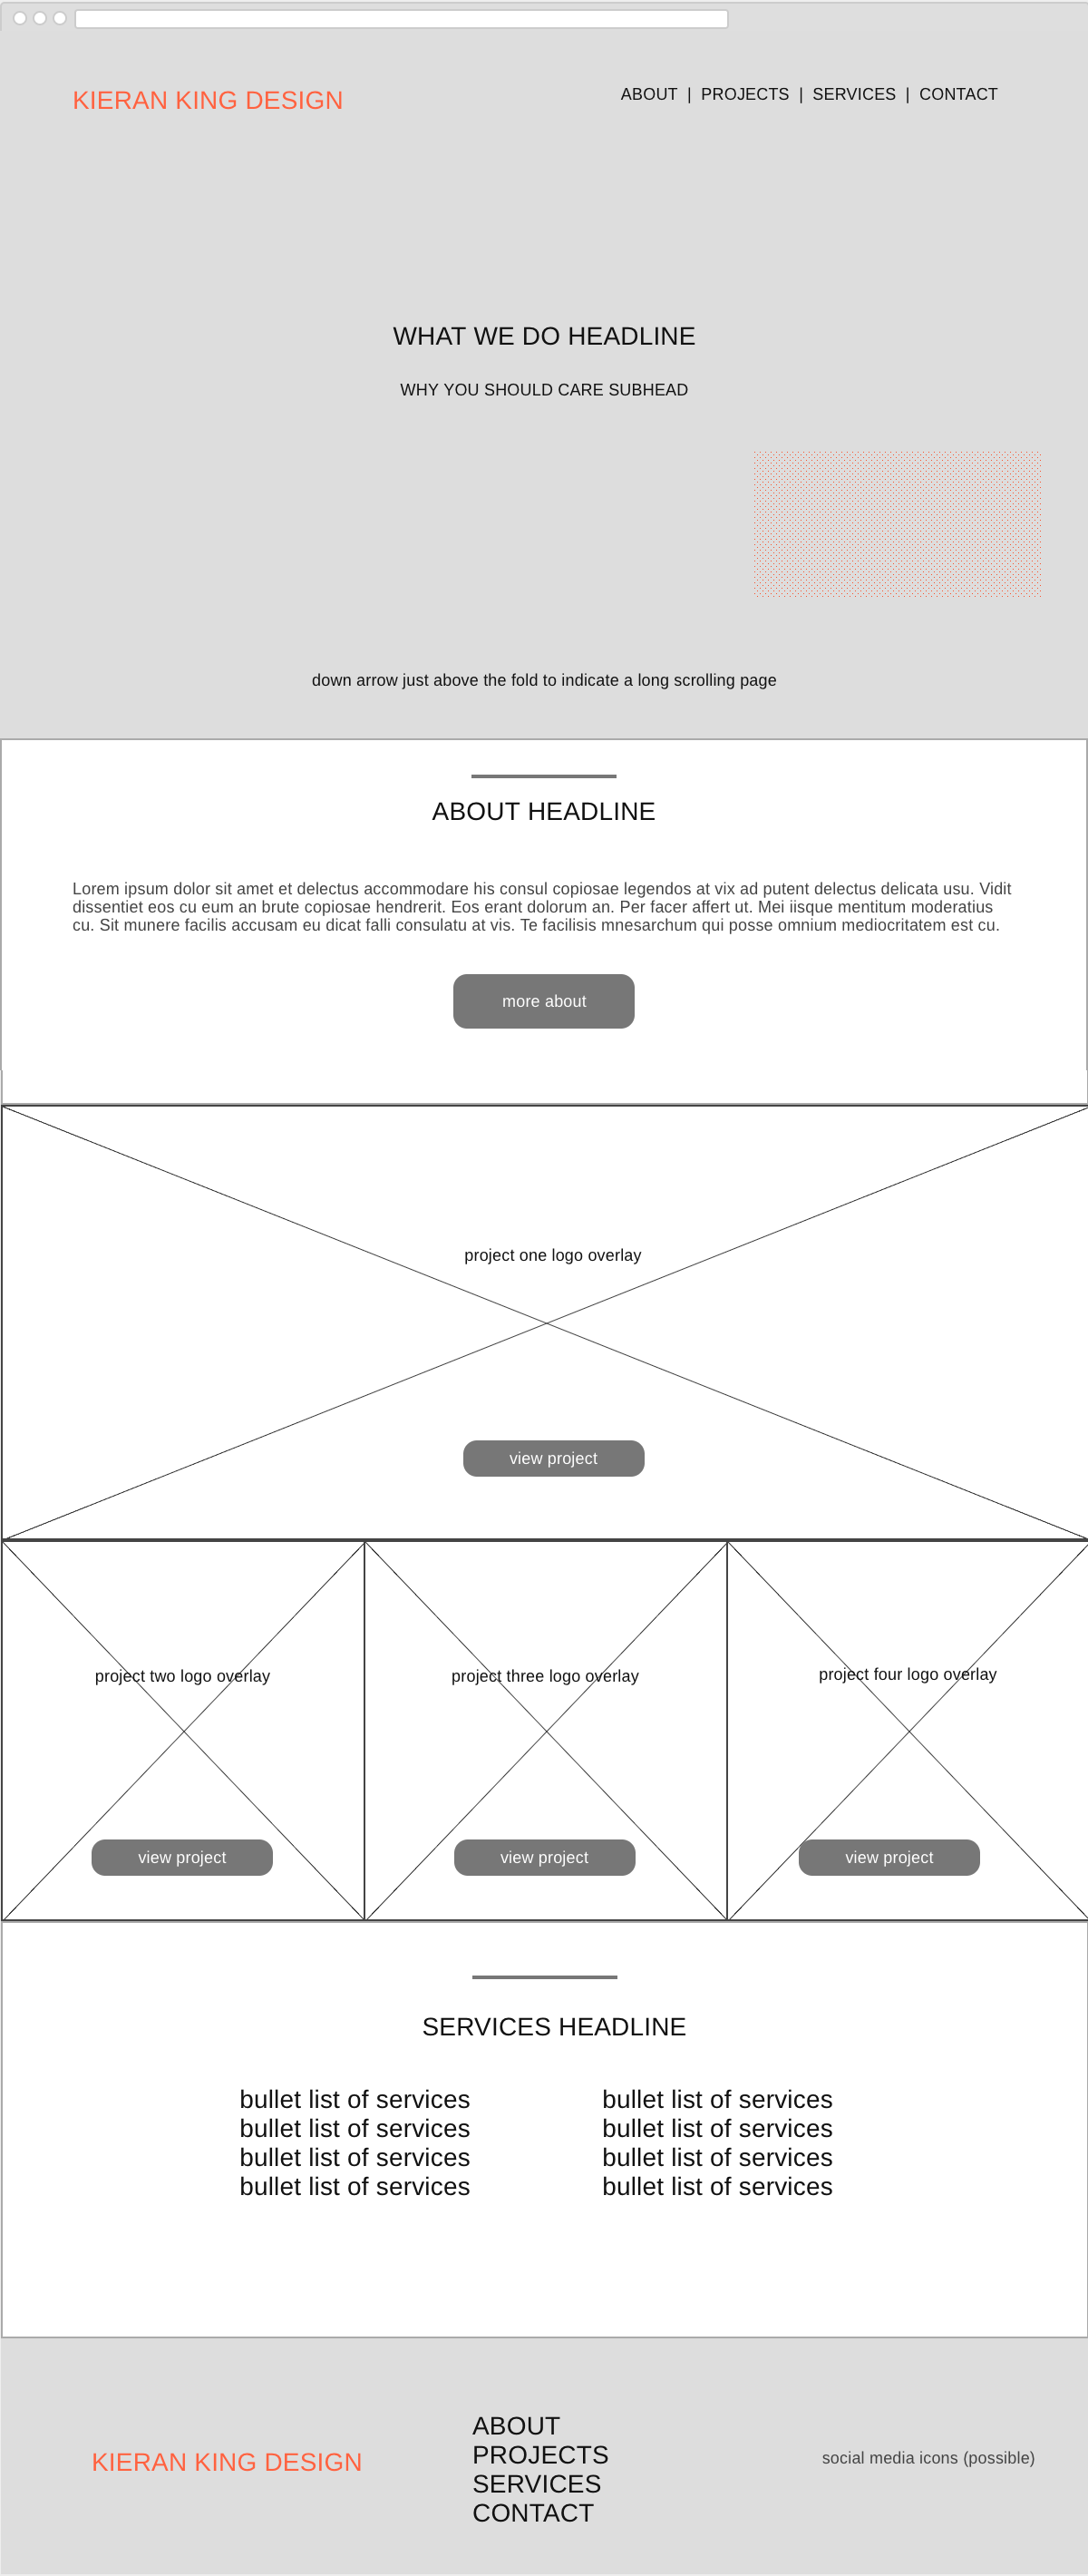 KIERAN KING DESIGN
ABOUT | PROJECTS | SERVICES | CONTACT
WHAT WE DO HEADLINE
WHY YOU SHOULD CARE SUBHEAD
down arrow just above the fold to indicate a long scrolling page
ABOUT HEADLINE
Lorem ipsum dolor sit amet et delectus accommodare his consul copiosae legendos at vix ad putent delectus delicata usu. Vidit
dissentiet eos cu eum an brute copiosae hendrerit. Eos erant dolorum an. Per facer affert ut. Mei iisque mentitum moderatius
cu. Sit munere facilis accusam eu dicat falli consulatu at vis. Te facilisis mnesarchum qui posse omnium mediocritatem est cu.
more about
project one logo overlay
view project
project two logo overlay
project three logo overlay
project four logo overlay
view project
view project
view project
SERVICES HEADLINE
bullet list of services
bullet list of services
bullet list of services
bullet list of services
bullet list of services
bullet list of services
bullet list of services
bullet list of services
KIERAN KING DESIGN
ABOUT
PROJECTS
SERVICES
CONTACT
social media icons (possible)